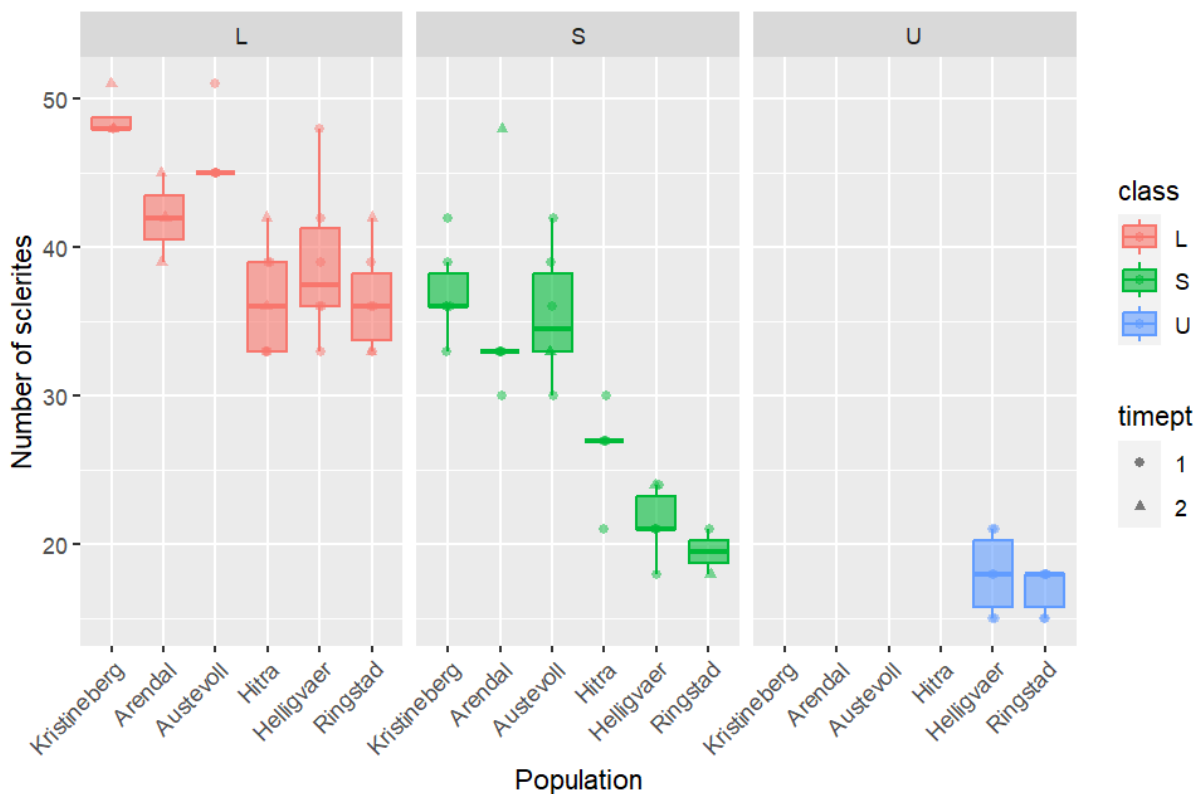 L
S
U
50
40
30
20
Number of sclerites
Kristineberg
Arendal
Austevoll
Hitra
Helligvaer
Ringstad
Kristineberg
Arendal
Austevoll
Hitra
Helligvaer
Ringstad
Kristineberg
Arendal
Austevoll
Hitra
Helligvaer
Ringstad
Population
class
L
S
U
timept
1
2